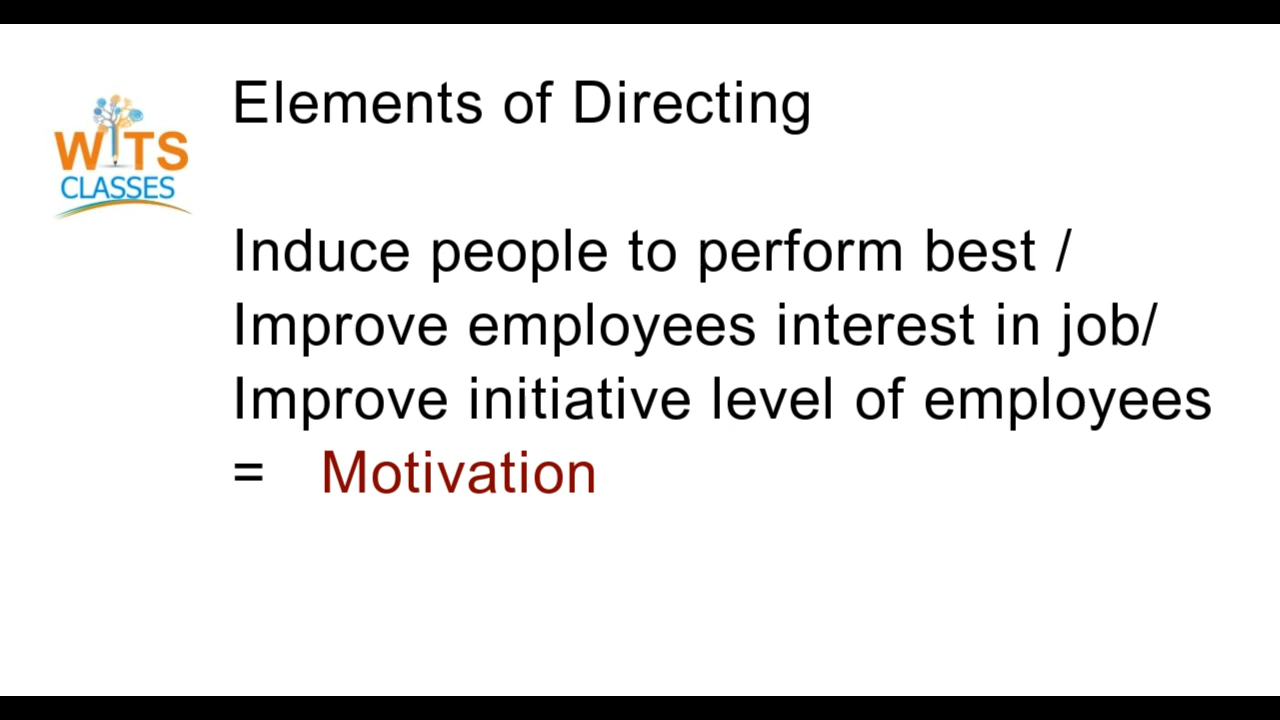 Elements of Directing
WITS
CLASSES
Induce people to perform best /
Improve employees interest in job/
Improve initiative level of employees
= Motivation